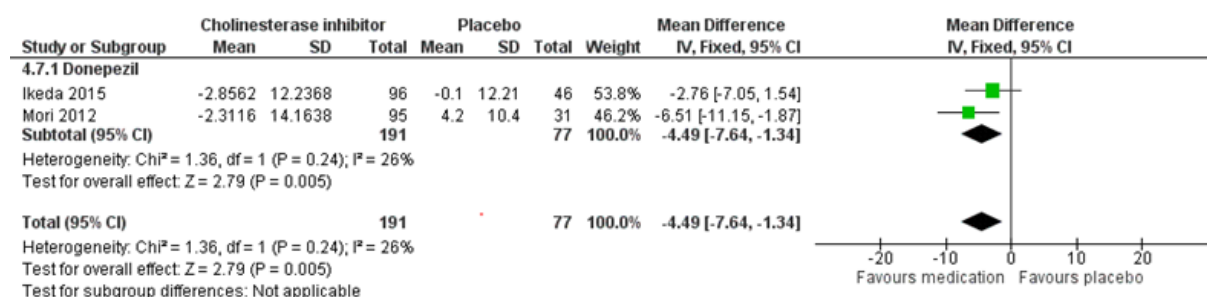 Cholinesterase inhibitor Placebo Mean Difference Mean Difference
Study or Subgroup Mean SD Total Mean SD Total Weight IV, Fixed, 95% CI IV, Fixed, 95% CI
4.7.1 Donepezil
Ikeda 2015 -2.8562 12.2368 96 -0.1 12.21 46 53.8% -2.76 [-7.05, 1.54]
Mori 2012 -2.3116 14.1638 95 4.2 10.4 31 46.2% -6.51 [-11.15, -1.87]
Subtotal (95% CI) 191 77 100.0% -4.49 [-7.64, -1.34]
Heterogeneity: Chi² = 1.36, df = 1 (P = 0.24); I² = 26%
Test for overall effect: Z = 2.79 (P = 0.005)
Total (95% CI) 191 77 100.0% -4.49 [-7.64, -1.34]
Heterogeneity: Chi² = 1.36, df = 1 (P = 0.24); I² = 26%
Test for overall effect: Z = 2.79 (P = 0.005)
Test for subgroup differences: Not applicable
-20 -10 0 10 20
Favours medication Favours placebo